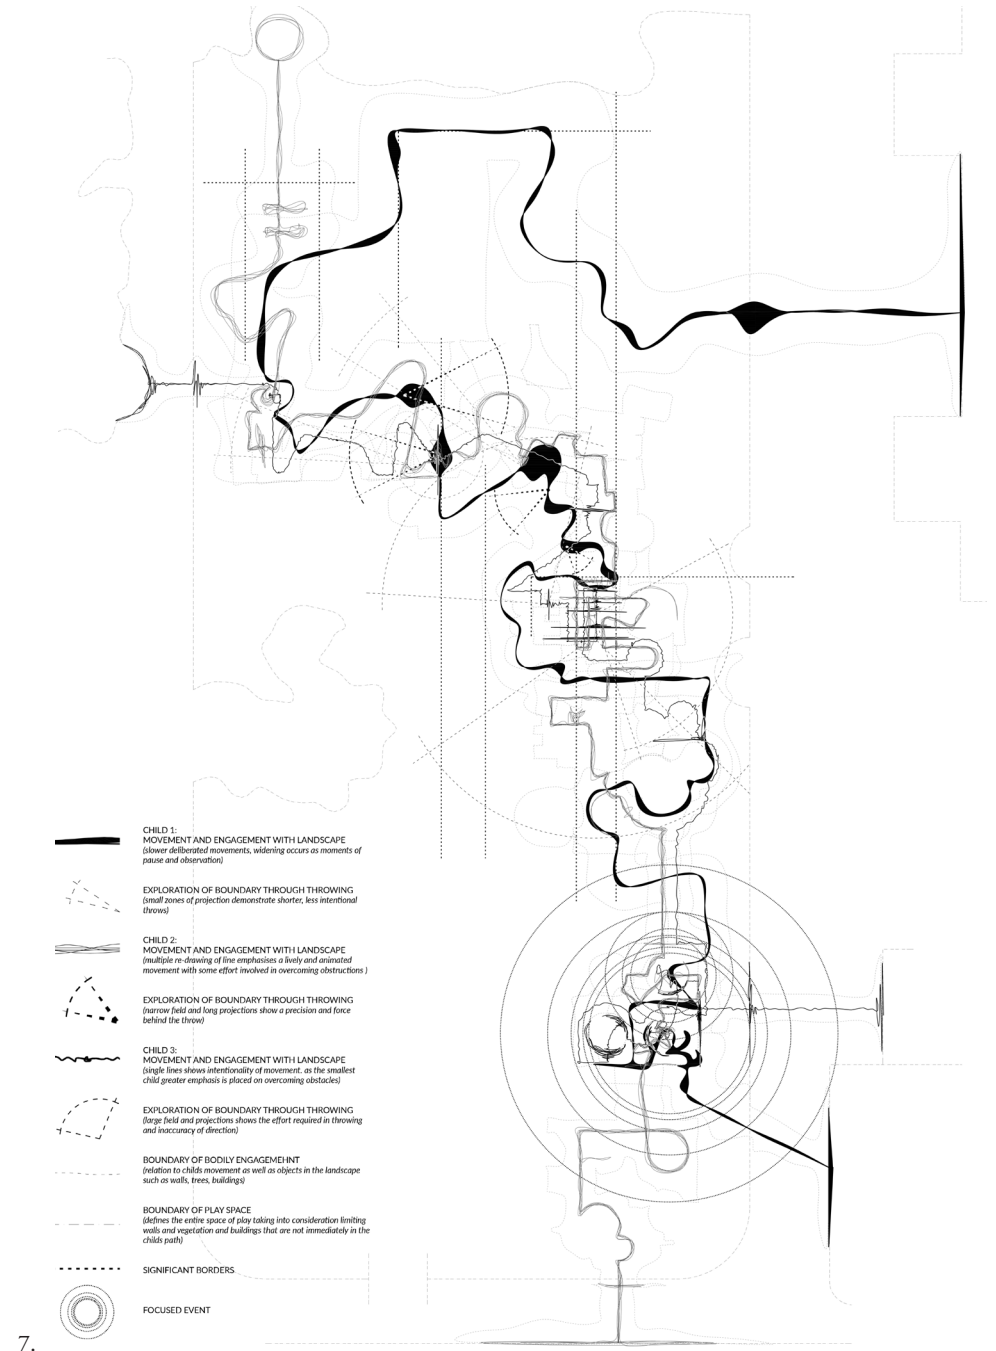 CHILD 1:
MOVEMENT AND ENGAGEMENT WITH LANDSCAPE
(slower deliberated movements, widening occurs as moments of
pause and observation)
EXPLORATION OF BOUNDARY THROUGH THROWING
(small zones of projection demonstrate shorter, less intentional
throws)
CHILD 2:
MOVEMENT AND ENGAGEMENT WITH LANDSCAPE
(multiple re-drawing of line emphasises a lively and animated
movement with some effort involved in overcoming obstructions )
EXPLORATION OF BOUNDARY THROUGH THROWING
(narrow field and long projections show a precision and force
behind the throw)
CHILD 3:
MOVEMENT AND ENGAGEMENT WITH LANDSCAPE
(single lines shows intentionality of movement. as the smallest
child greater emphasis is placed on overcoming obstacles)
EXPLORATION OF BOUNDARY THROUGH THROWING
(large field and projections shows the effort required in throwing
and inaccuracy of direction)
BOUNDARY OF BODILY ENGAGEMEHNT
(relation to childs movement as well as objects in the landscape
such as walls, trees, buildings)
BOUNDARY OF PLAY SPACE
(defines the entire space of play taking into consideration limiting
walls and vegetation and buildings that are not immediately in the
childs path)
SIGNIFICANT BORDERS
FOCUSED EVENT
7.